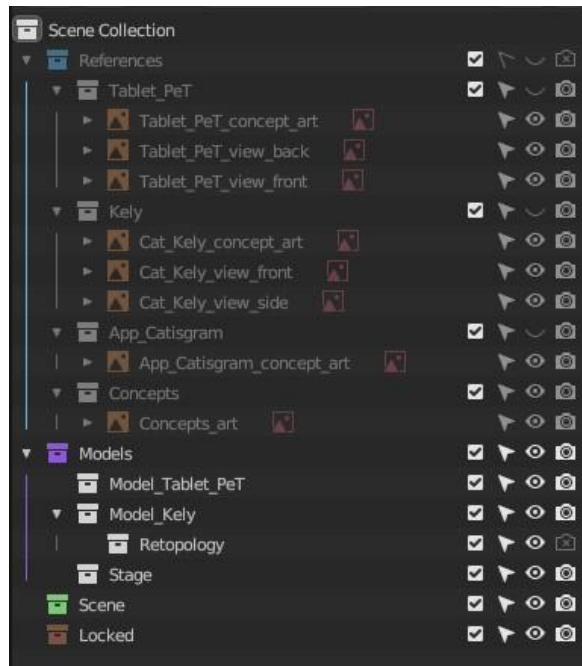 Scene Collection
References
Tablet_PeT
Tablet_PeT_concept_art
Tablet_PeT_view_back
Tablet_PeT_view_front
Kely
Cat_Kely_concept_art
Cat_Kely_view_front
Cat_Kely_view_side
App_Catisgram
App_Catisgram_concept_art
Concepts
Concepts_art
Models
Model_Tablet_PeT
Model_Kely
Retopology
Stage
Scene
Locked